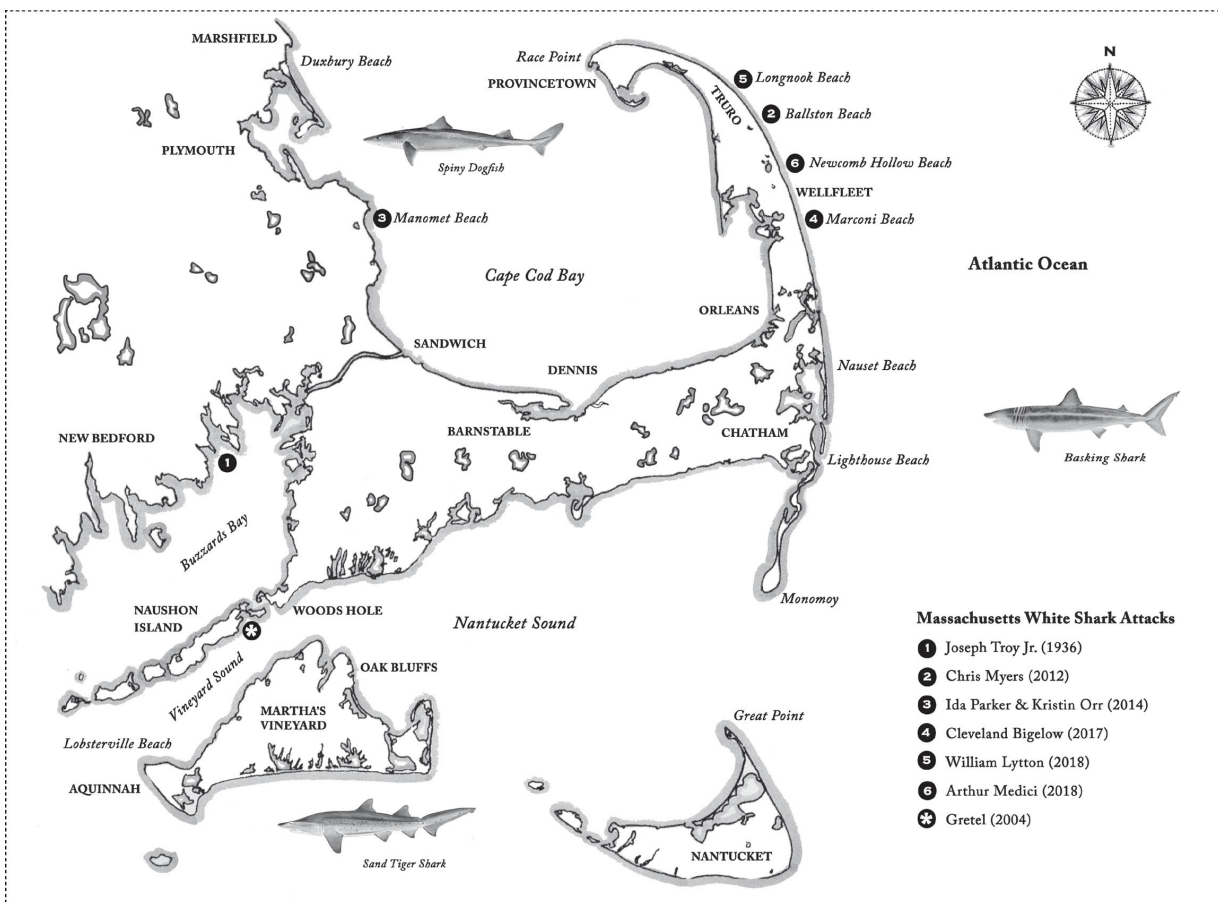 MARSHFIELD
Duxbury Beach
Race Point
PROVINCETOWN
N
5 Longnook Beach
TRURO
2 Ballston Beach
PLYMOUTH
Spiny Dogfish
6 Newcomb Hollow Beach
WELLFLEET
3 Manomet Beach
4 Marconi Beach
Cape Cod Bay
Atlantic Ocean
ORLEANS
SANDWICH
DENNIS
Nauset Beach
NEW BEDFORD
BARNSTABLE
CHATHAM
1
Lighthouse Beach
Basking Shark
Buzzards Bay
NAUSHON
ISLAND
WOODS HOLE
Monomoy
*
Nantucket Sound
Vineyard Sound
OAK BLUFFS
MARTHA'S
VINEYARD
Lobsterville Beach
AQUINNAH
Great Point
Sand Tiger Shark
NANTUCKET
Massachusetts White Shark Attacks
1 Joseph Troy Jr. (1936)
2 Chris Myers (2012)
3 Ida Parker & Kristin Orr (2014)
4 Cleveland Bigelow (2017)
5 William Lytton (2018)
6 Arthur Medici (2018)
* Gretel (2004)